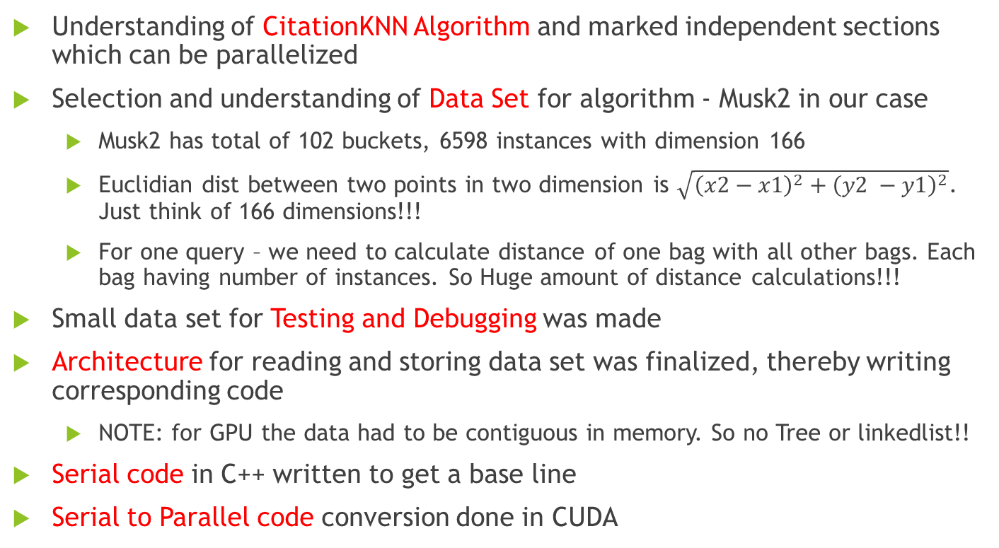 Understanding of CitationKNN Algorithm and marked independent sections
which can be parallelized
Selection and understanding of Data Set for algorithm - Musk2 in our case
Musk2 has total of 102 buckets, 6598 instances with dimension 166
Euclidian dist between two points in two dimension is √(x2 − x1)² + (y2 − y1)².
Just think of 166 dimensions!!!
For one query – we need to calculate distance of one bag with all other bags. Each
bag having number of instances. So Huge amount of distance calculations!!!
Small data set for Testing and Debugging was made
Architecture for reading and storing data set was finalized, thereby writing
corresponding code
NOTE: for GPU the data had to be contiguous in memory. So no Tree or linkedlist!!
Serial code in C++ written to get a base line
Serial to Parallel code conversion done in CUDA